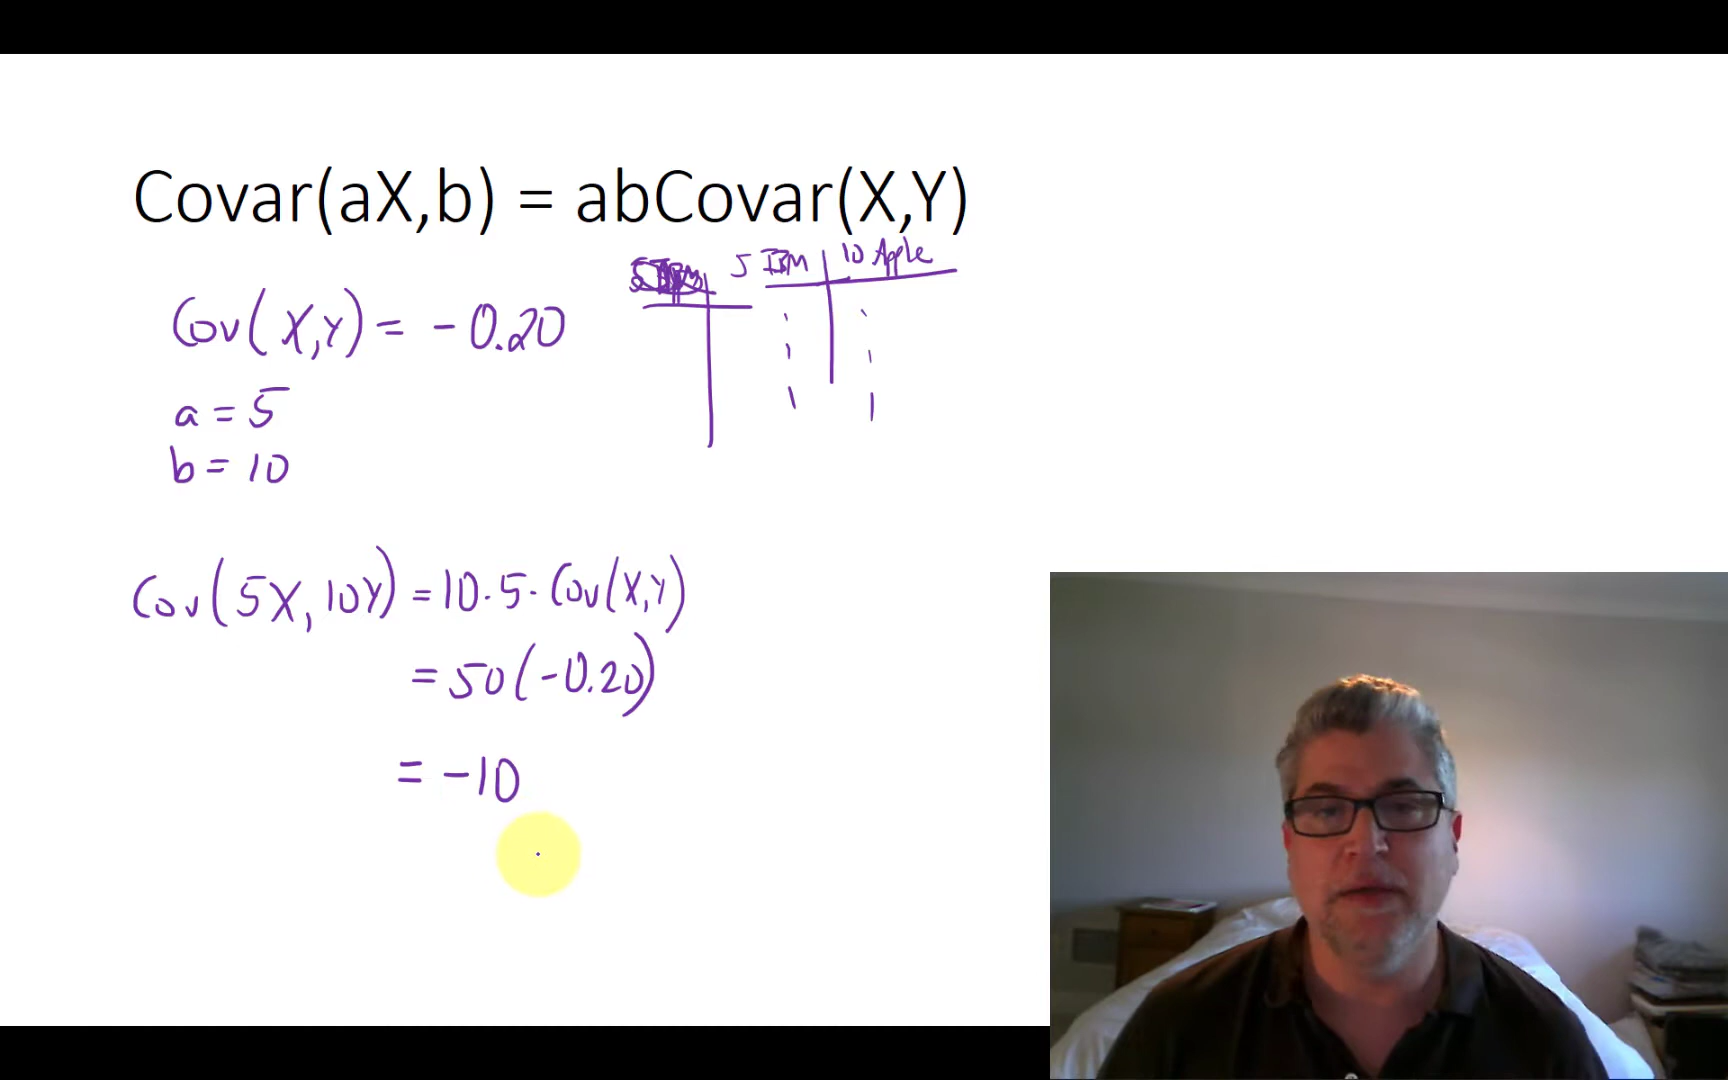 Covar(aX,b) = abCovar(X,Y)
5 IBM 10 Apple
Cov(X,Y) = -0.20
a = 5
b = 10
Cov(5X, 10Y) = 10·5·Cov(X,Y)
= 50(-0.20)
= -10